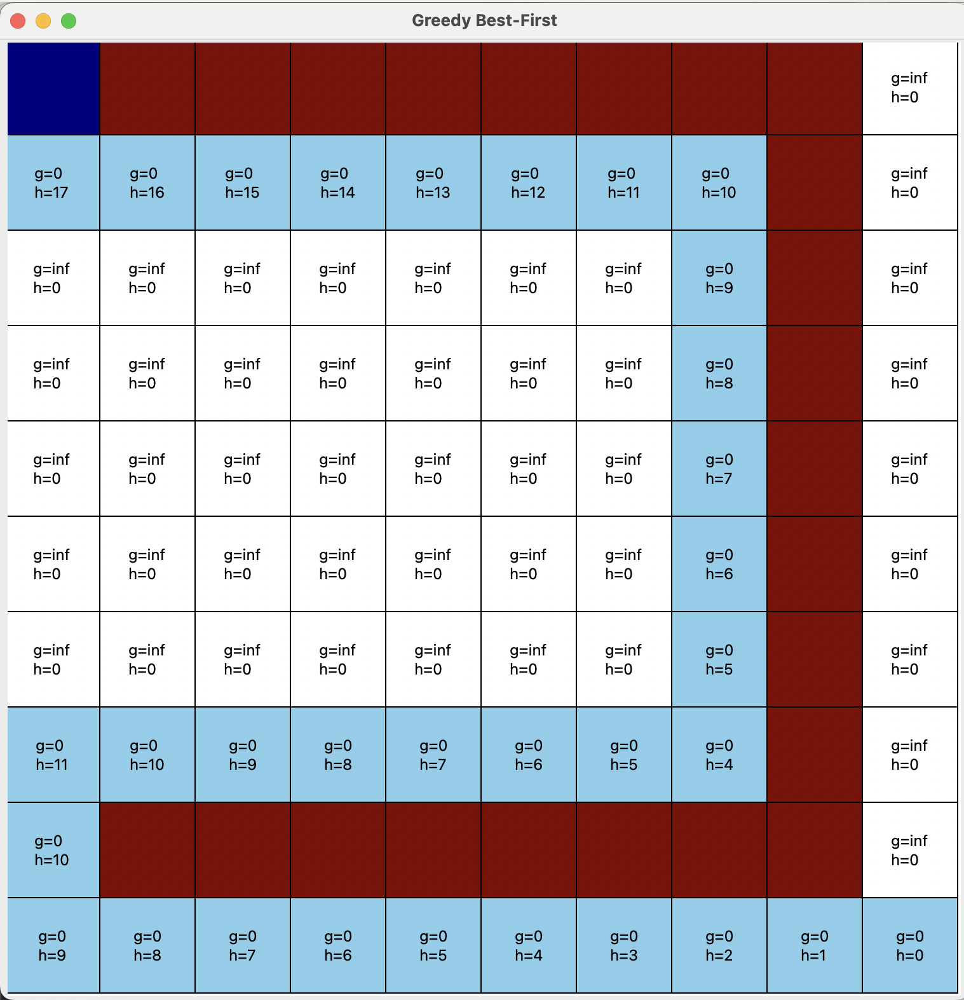 Greedy Best-First
g=inf
h=0
g=0 g=0 g=0 g=0 g=0 g=0 g=0 g=0 g=inf
h=17 h=16 h=15 h=14 h=13 h=12 h=11 h=10 h=0
g=inf g=inf g=inf g=inf g=inf g=inf g=inf g=0 g=inf
h=0 h=0 h=0 h=0 h=0 h=0 h=0 h=9 h=0
g=inf g=inf g=inf g=inf g=inf g=inf g=inf g=0 g=inf
h=0 h=0 h=0 h=0 h=0 h=0 h=0 h=8 h=0
g=inf g=inf g=inf g=inf g=inf g=inf g=inf g=0 g=inf
h=0 h=0 h=0 h=0 h=0 h=0 h=0 h=7 h=0
g=inf g=inf g=inf g=inf g=inf g=inf g=inf g=0 g=inf
h=0 h=0 h=0 h=0 h=0 h=0 h=0 h=6 h=0
g=inf g=inf g=inf g=inf g=inf g=inf g=inf g=0 g=inf
h=0 h=0 h=0 h=0 h=0 h=0 h=0 h=5 h=0
g=0 g=0 g=0 g=0 g=0 g=0 g=0 g=0 g=inf
h=11 h=10 h=9 h=8 h=7 h=6 h=5 h=4 h=0
g=0 g=inf
h=10 h=0
g=0 g=0 g=0 g=0 g=0 g=0 g=0 g=0 g=0 g=0
h=9 h=8 h=7 h=6 h=5 h=4 h=3 h=2 h=1 h=0